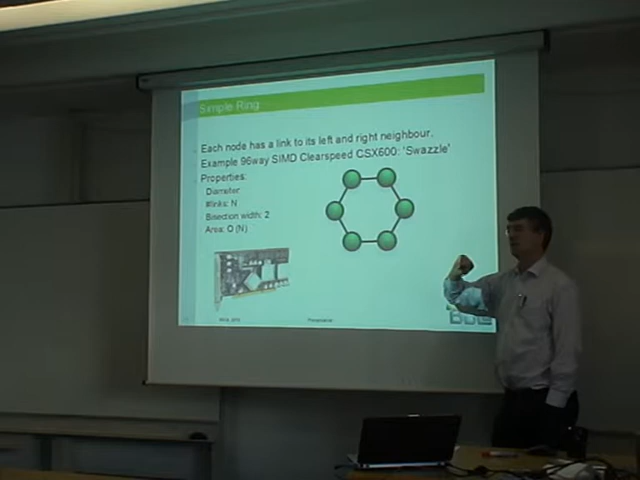 Simple Ring
Each node has a link to its left and right neighbour.
Example 96way SIMD Clearspeed CSX600: 'Swazzle'
Properties:
Diameter
#links: N
Bisection width: 2
Area: O (N)
Presentation